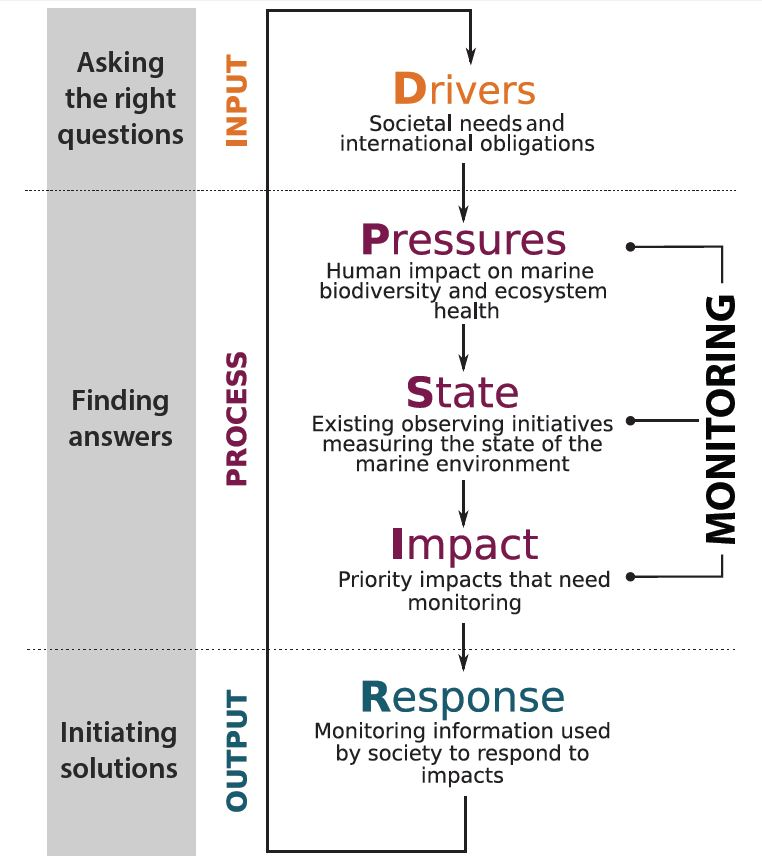 Asking
the right
questions
INPUT
Drivers
Societal needs and
international obligations
Finding
answers
PROCESS
Pressures
Human impact on marine
biodiversity and ecosystem
health
State
Existing observing initiatives
measuring the state of the
marine environment
Impact
Priority impacts that need
monitoring
MONITORING
Initiating
solutions
OUTPUT
Response
Monitoring information used
by society to respond to
impacts